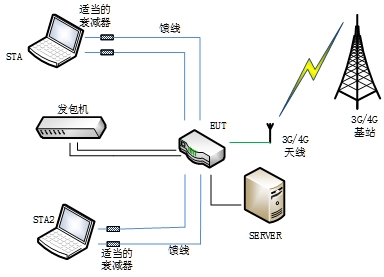 适当的
衰减器
馈线
STA
发包机
EUT
3G/4G
天线
3G/4G
基站
STA2
SERVER
馈线
适当的
衰减器